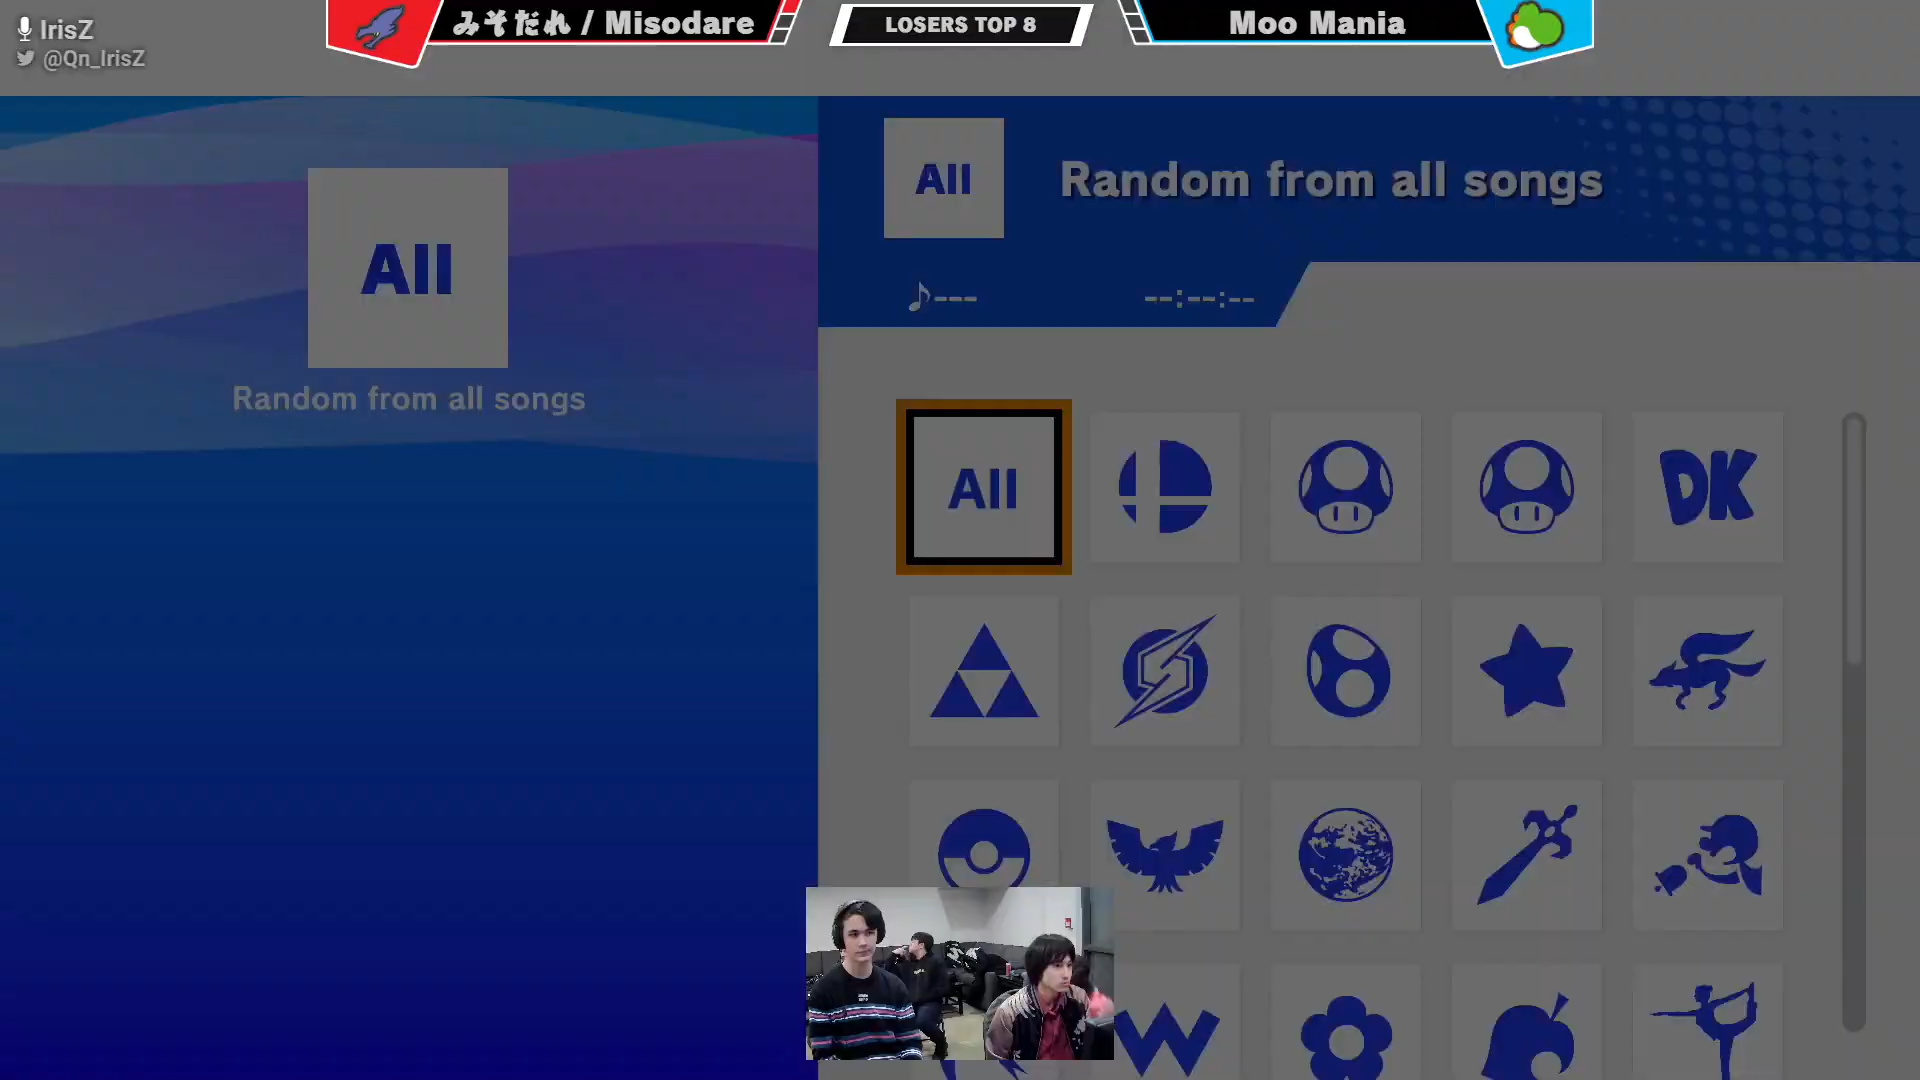 IrisZ
@Qn_IrisZ
みそだれ / Misodare
LOSERS TOP 8
Moo Mania
All
Random from all songs
All
Random from all songs
♪---
--:--:--
All
DK